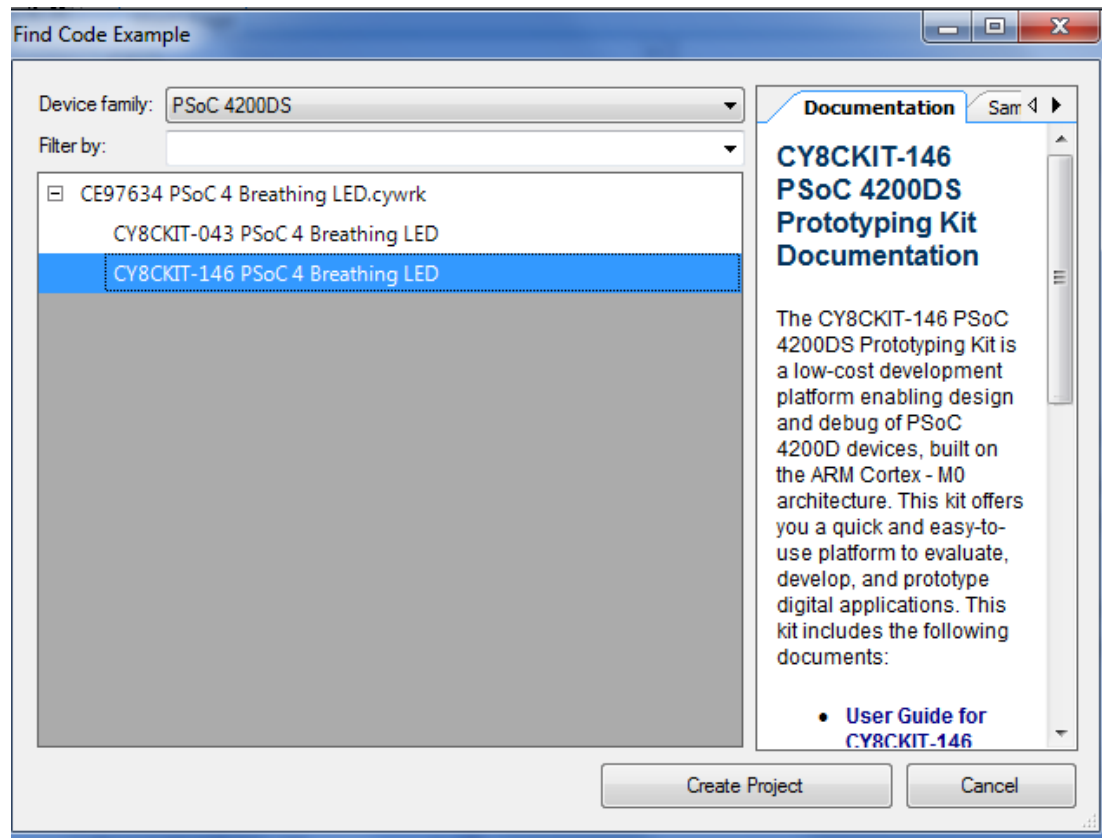 Find Code Example
Device family:
PSoC 4200DS
Filter by:
CE97634 PSoC 4 Breathing LED.cywrk
CY8CKIT-043 PSoC 4 Breathing LED
CY8CKIT-146 PSoC 4 Breathing LED
Documentation
Sam
CY8CKIT-146
PSoC 4200DS
Prototyping Kit
Documentation
The CY8CKIT-146 PSoC
4200DS Prototyping Kit is
a low-cost development
platform enabling design
and debug of PSoC
4200D devices, built on
the ARM Cortex - M0
architecture. This kit offers
you a quick and easy-to-
use platform to evaluate,
develop, and prototype
digital applications. This
kit includes the following
documents:
• User Guide for
CY8CKIT-146
Create Project
Cancel